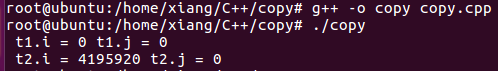 root@ubuntu:/home/xiang/C++/copy# g++ -o copy copy.cpp
root@ubuntu:/home/xiang/C++/copy# ./copy
t1.i = 0 t1.j = 0
t2.i = 4195920 t2.j = 0